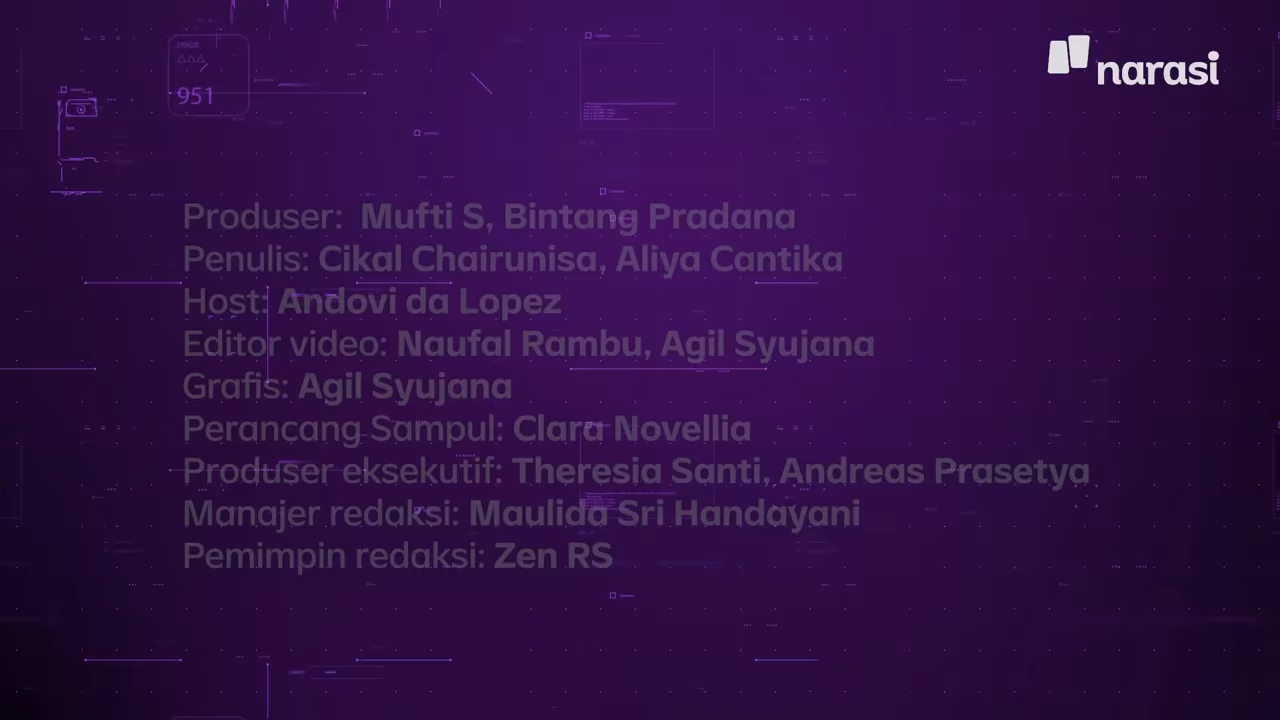 narasi
951
Produser: Mufti S, Bintang Pradana
Penulis: Cikal Chairunisa, Aliya Cantika
Host: Andovi da Lopez
Editor video: Naufal Rambu, Agil Syujana
Grafis: Agil Syujana
Perancang Sampul: Clara Novellia
Produser eksekutif: Theresia Santi, Andreas Prasetya
Manajer redaksi: Maulida Sri Handayani
Pemimpin redaksi: Zen RS